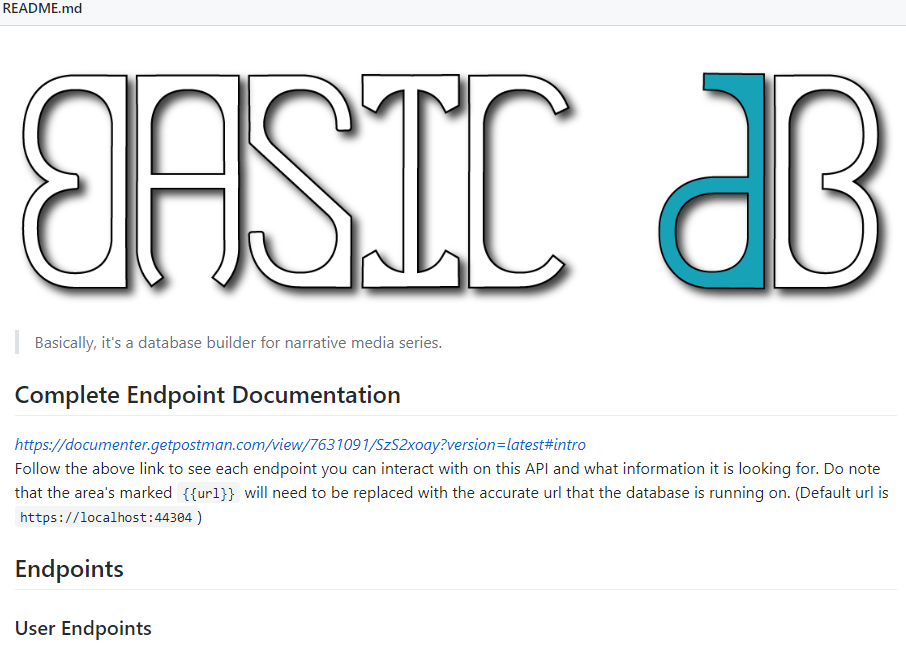 README.md
BASIC dB
Basically, it's a database builder for narrative media series.
Complete Endpoint Documentation
https://documenter.getpostman.com/view/7631091/SzS2xoay?version=latest#intro
Follow the above link to see each endpoint you can interact with on this API and what information it is looking for. Do note
that the area's marked {{url}} will need to be replaced with the accurate url that the database is running on. (Default url is
https://localhost:44304 )
Endpoints
User Endpoints